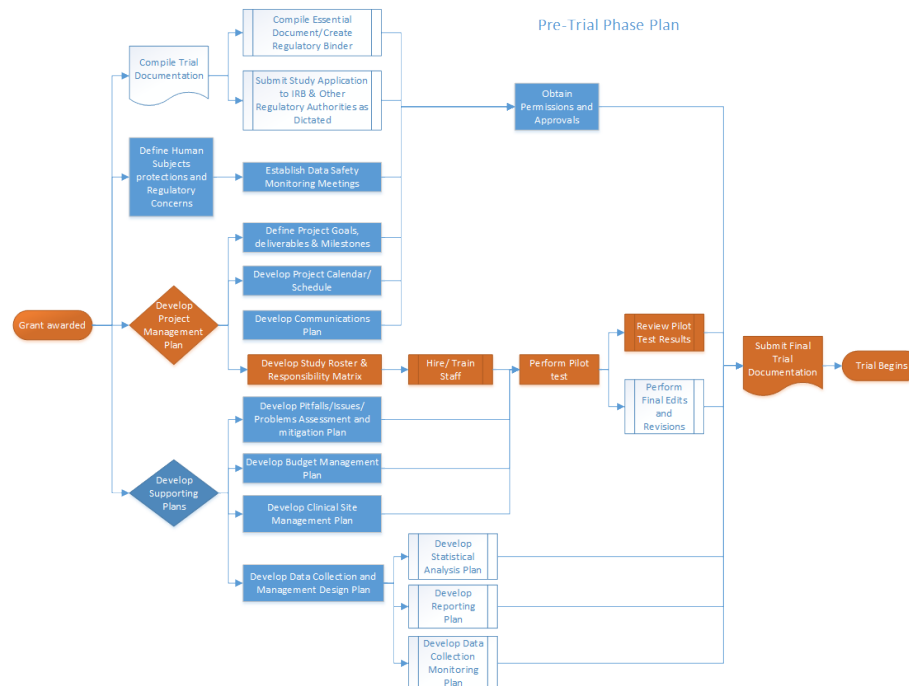 Pre-Trial Phase Plan
Compile Essential
Document/Create
Regulatory Binder
Compile Trial
Documentation
Submit Study Application
to IRB & Other
Regulatory Authorities as
Dictated
Obtain
Permissions and
Approvals
Define Human
Subjects
protections and
Regulatory
Concerns
Establish Data Safety
Monitoring Meetings
Define Project Goals,
deliverables & Milestones
Develop Project Calendar/
Schedule
Develop
Project
Management
Plan
Grant awarded
Develop Communications
Plan
Develop Study Roster &
Responsibility Matrix
Hire/ Train
Staff
Perform Pilot
test
Review Pilot
Test Results
Submit Final
Trial
Documentation
Trial Begins
Perform
Final Edits
and
Revisions
Develop Pitfalls/Issues/
Problems Assessment and
mitigation Plan
Develop Budget Management
Plan
Develop
Supporting
Plans
Develop Clinical Site
Management Plan
Develop Data Collection and
Management Design Plan
Develop
Statistical
Analysis Plan
Develop
Reporting
Plan
Develop Data
Collection
Monitoring
Plan